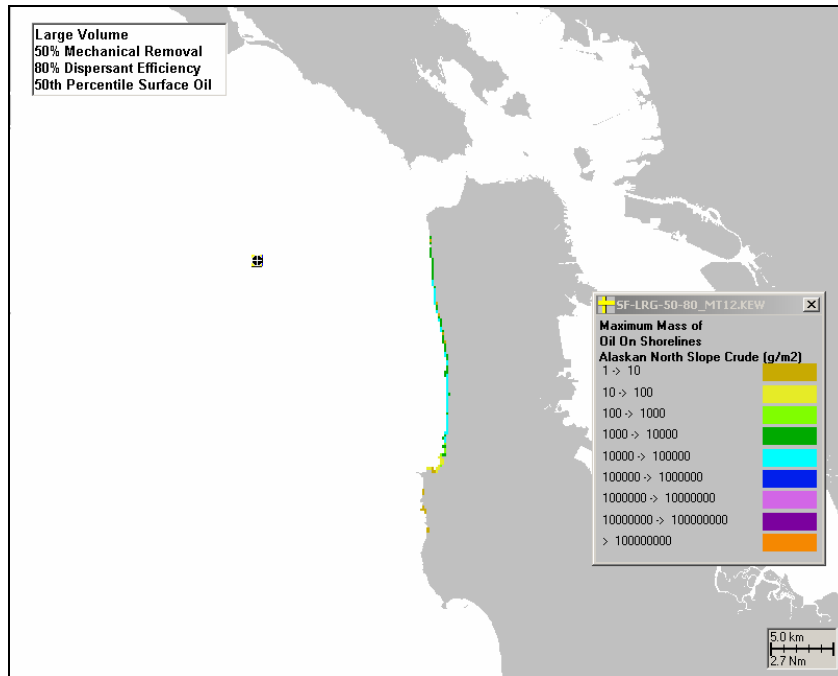 Large Volume
50% Mechanical Removal
80% Dispersant Efficiency
50th Percentile Surface Oil
SF-LRG-50-80_MT12.KEW
Maximum Mass of
Oil On Shorelines
Alaskan North Slope Crude (g/m2)
1 -> 10
10 -> 100
100 -> 1000
1000 -> 10000
10000 -> 100000
100000 -> 1000000
1000000 -> 10000000
10000000 -> 100000000
> 100000000
5.0 km
2.7 Nm